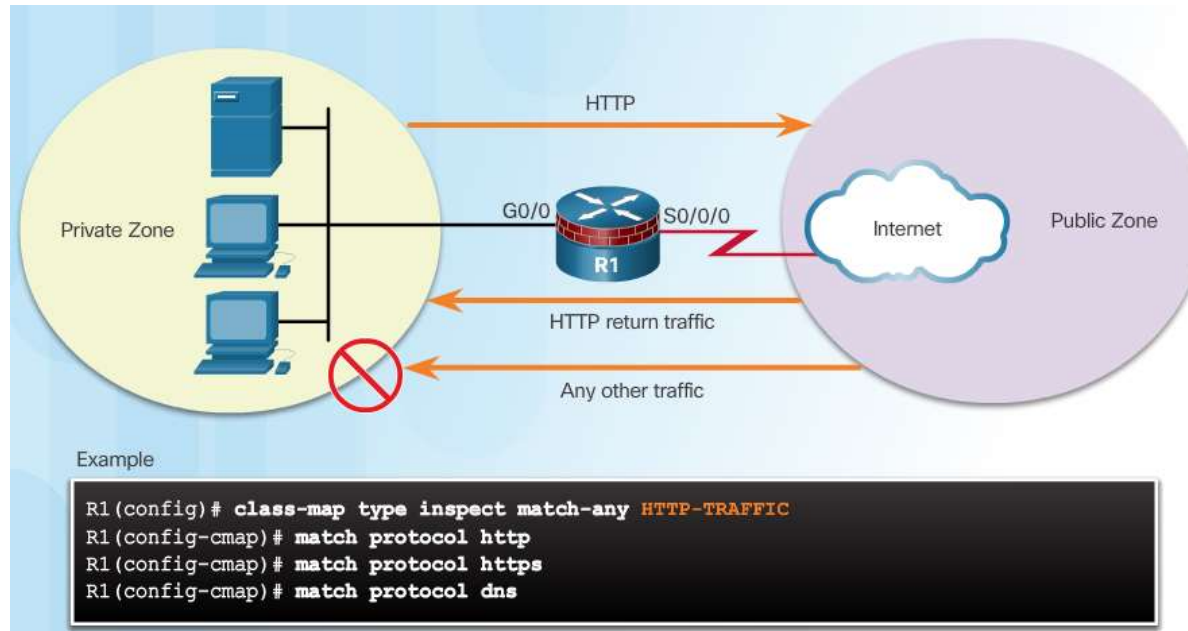 HTTP
Private Zone
G0/0
S0/0/0
R1
Internet
Public Zone
HTTP return traffic
Any other traffic
Example
R1(config)# class-map type inspect match-any HTTP-TRAFFIC
R1(config-cmap)# match protocol http
R1(config-cmap)# match protocol https
R1(config-cmap)# match protocol dns